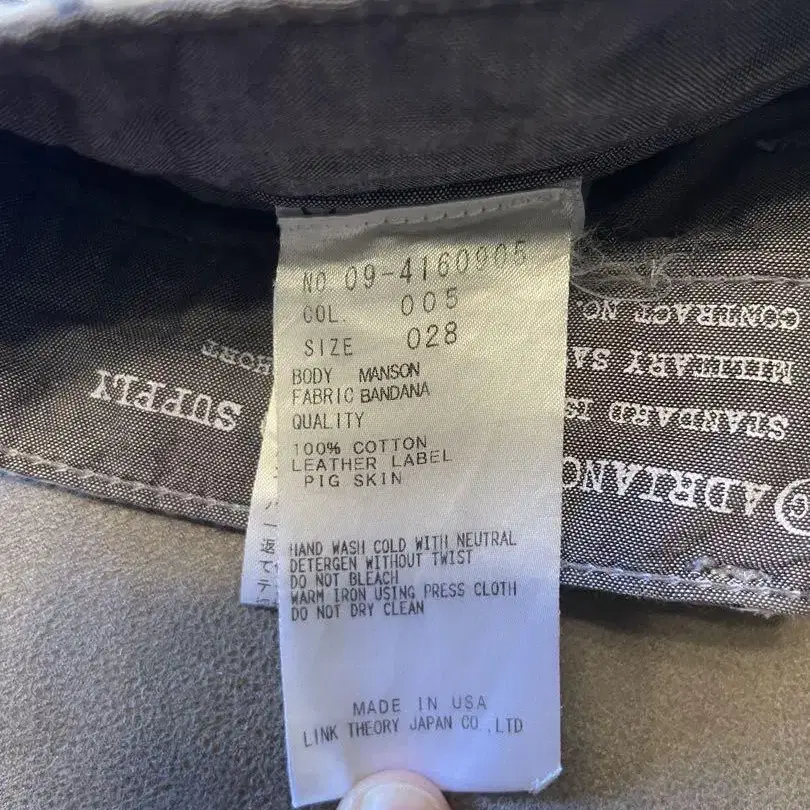 NO 09-4160905
COL. 005
SIZE 028
BODY MANSON
FABRIC BANDANA
QUALITY
100% COTTON
LEATHER LABEL
PIG SKIN
HAND WASH COLD WITH NEUTRAL
DETERGEN WITHOUT TWIST
DO NOT BLEACH
WARM IRON USING PRESS CLOTH
DO NOT DRY CLEAN
MADE IN USA
LINK THEORY JAPAN CO.,LTD
©ADRIANO
STANDARD IS
MILITARY SA
CONTRACT NO.
SUPPLY